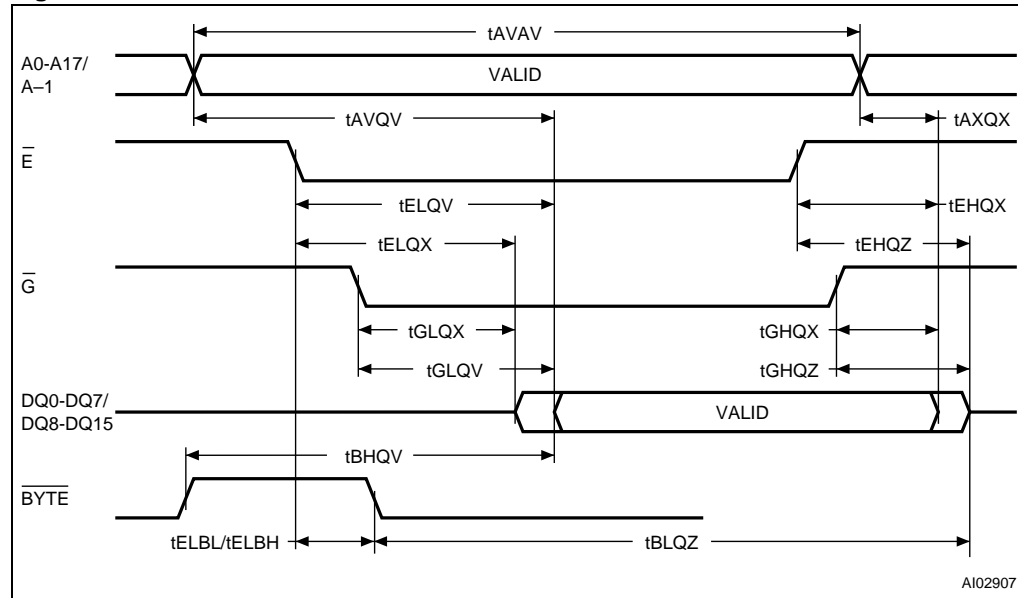 tAVAV
A0-A17/
A–1
VALID
tAVQV
tAXQX
E
tELQV
tEHQX
tELQX
tEHQZ
G
tGLQX
tGHQX
tGLQV
tGHQZ
DQ0-DQ7/
DQ8-DQ15
VALID
tBHQV
BYTE
tELBL/tELBH
tBLQZ
AI02907